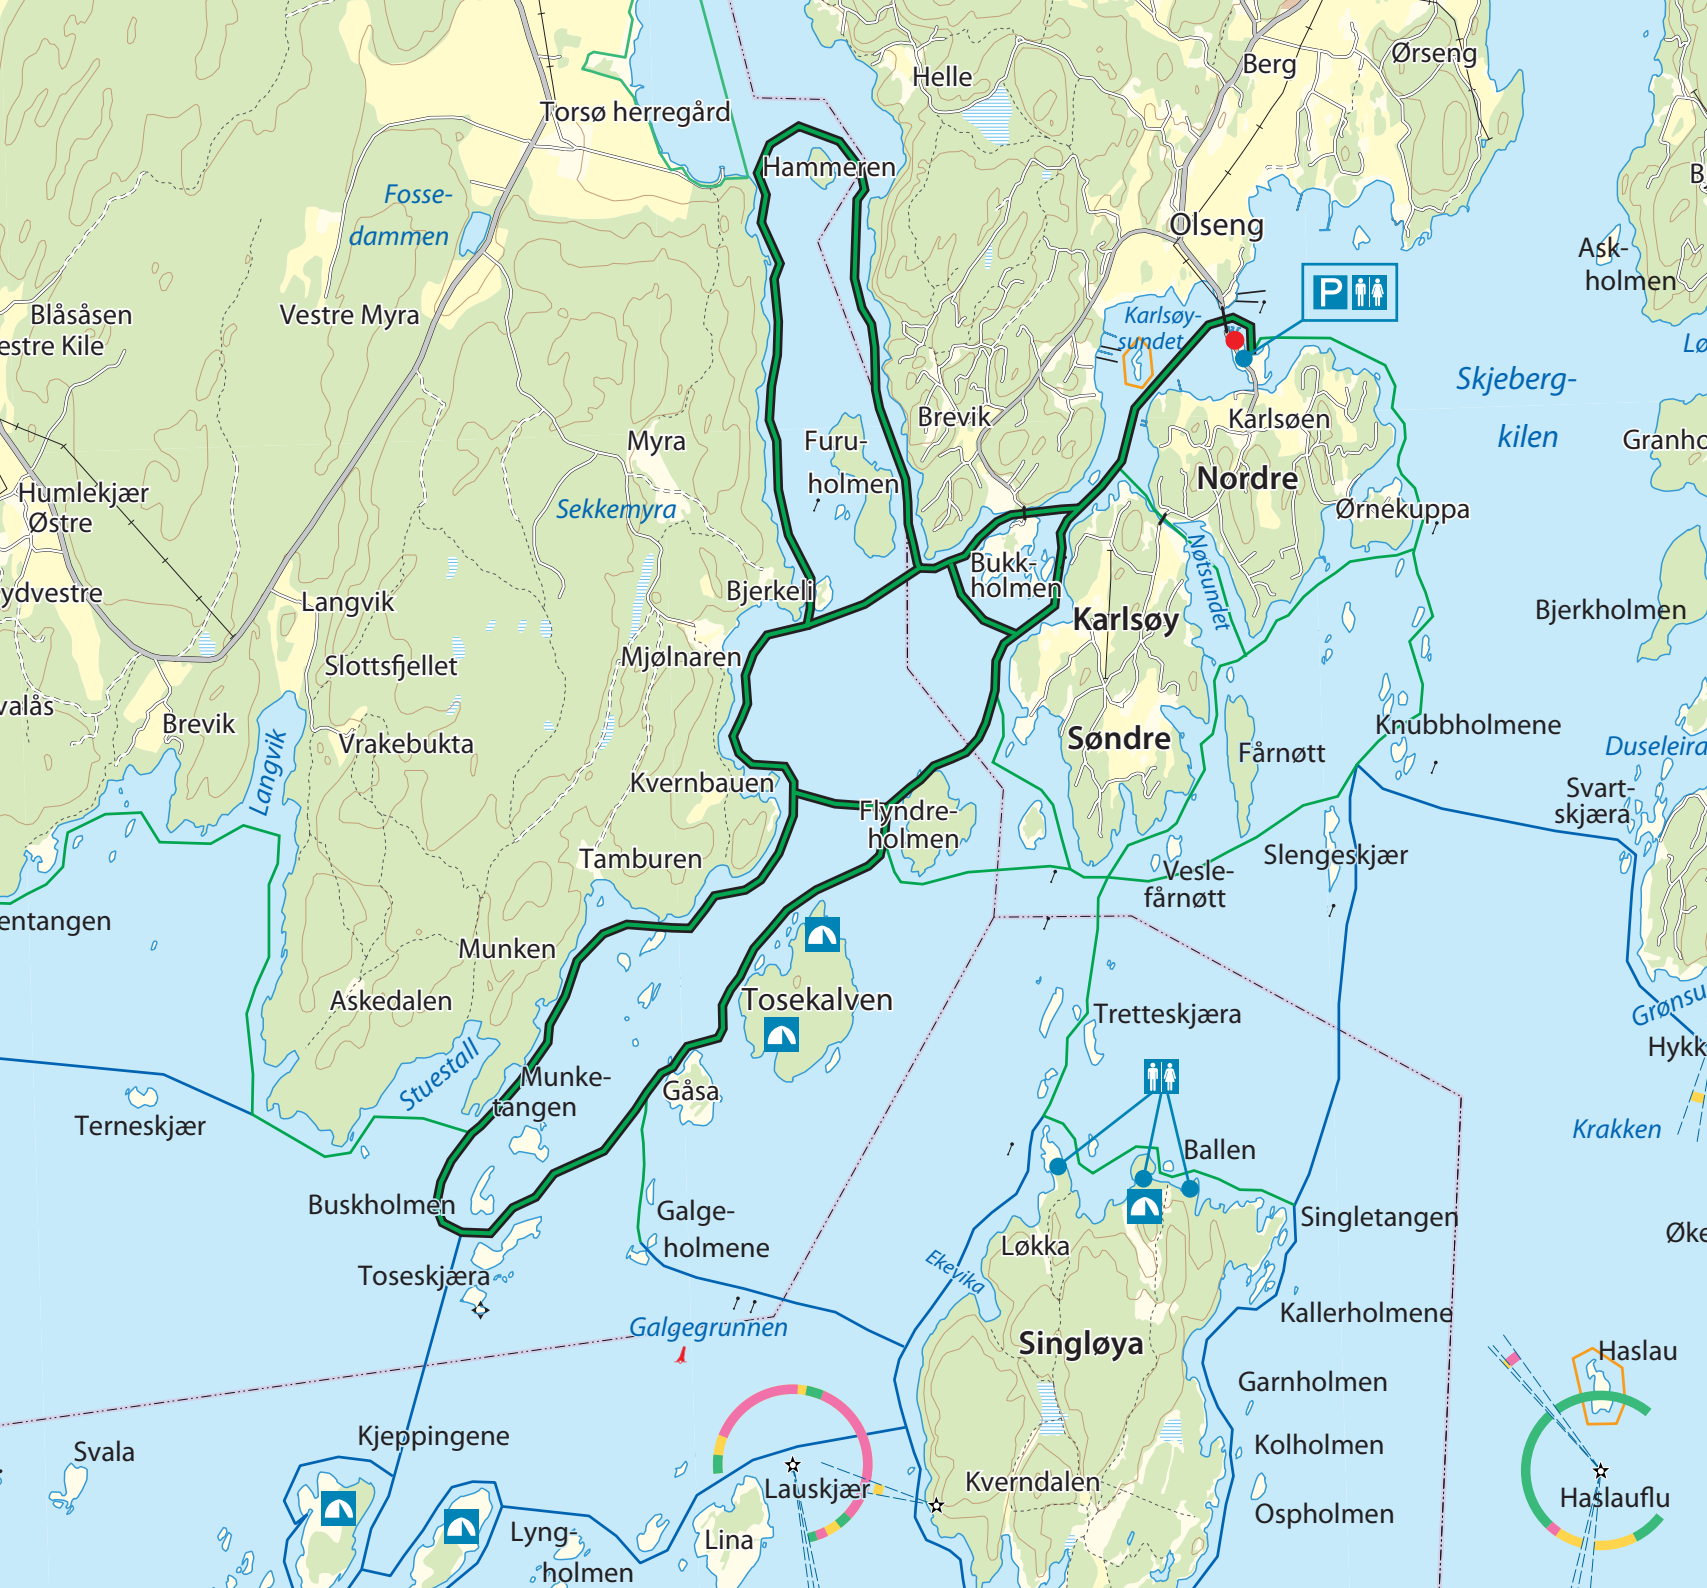 Helle
Berg
Ørseng
Torsø herregård
Hammeren
Fosse-
dammen
Olseng
Ask-
holmen
Blåsåsen
estre Kile
Vestre Myra
P
Karlsøy-
sundet
Skjeberg-
kilen
Brevik
Karlsøen
Myra
Furu-
holmen
Granho
Nordre
Humlekjær
Østre
Sekkemyra
Ørnekuppa
Nøtsundet
Bukk-
holmen
ydvestre
Langvik
Bjerkeli
Karlsøy
Bjerkholmen
Slottsfjellet
Mjølnaren
valås
Brevik
Langvik
Vrakebukta
Søndre
Fårnøtt
Knubbholmene
Duseleira
Kvernbauen
Svart-
skjæra
Flyndre-
holmen
Tamburen
Vesle-
fårnøtt
Slengeskjær
entangen
Munken
Askedalen
Tosekalven
Tretteskjæra
Grønsu
Hykk
Stuestall
Munke-
tangen
Gåsa
Terneskjær
Krakken
Ballen
Buskholmen
Galge-
holmene
Singletangen
Øke
Løkka
Ekevika
Toseskjæra
Kallerholmene
Galgegrunnen
Singløya
Haslau
Garnholmen
Kjeppingene
Svala
Kolholmen
Lauskjær
Kverndalen
Haslauflu
Ospholmen
Lyng-
holmen
Lina